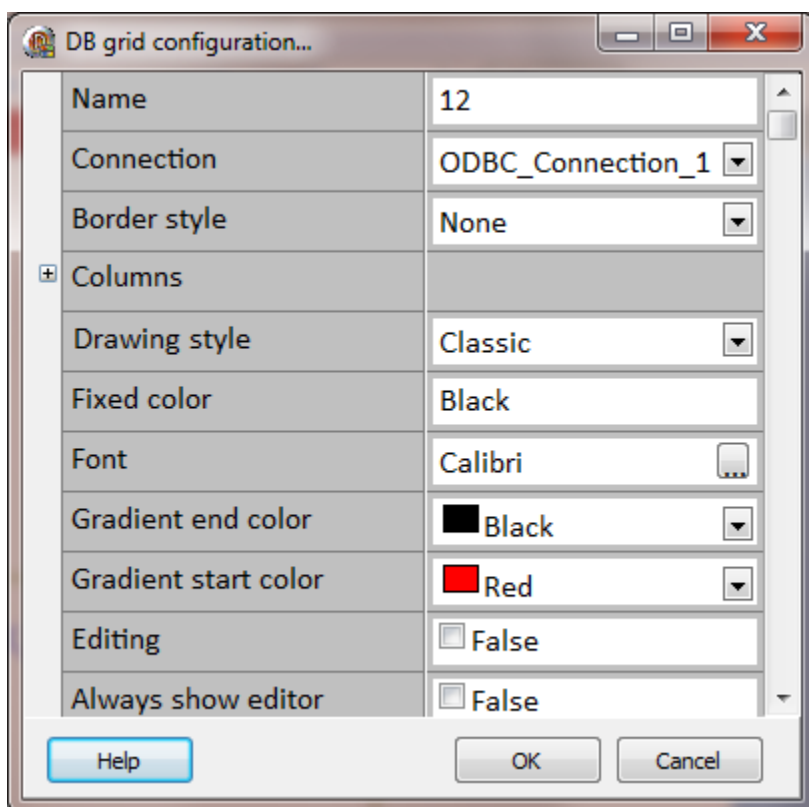 DB grid configuration...
Name 12
Connection ODBC_Connection_1
Border style None
Columns
Drawing style Classic
Fixed color Black
Font Calibri ...
Gradient end color Black
Gradient start color Red
Editing False
Always show editor False
Help OK Cancel